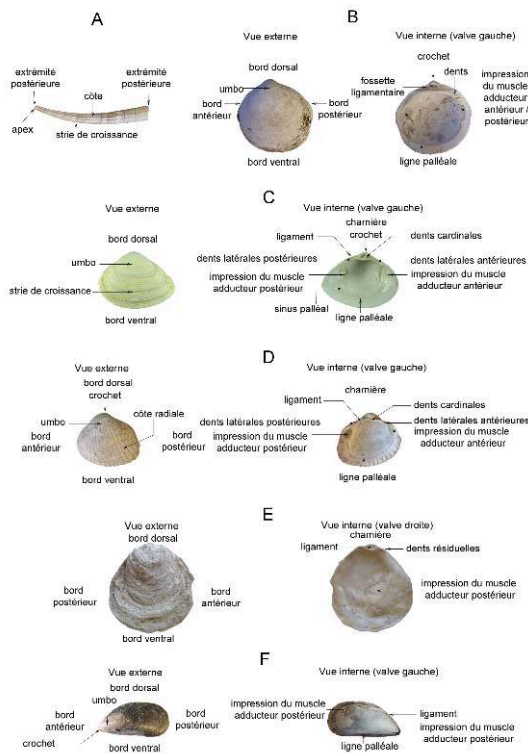 A
extrémité
postérieure
côte
extrémité
postérieure
apex
strie de croissance
B
Vue externe
bord dorsal
umbo
bord
antérieur
bord
postérieur
bord ventral
Vue interne (valve gauche)
crochet
dents
fossette
ligamentaire
impression
du muscle
adducteur
antérieur /
postérieur
ligne palléale
C
Vue externe
bord dorsal
umbo
strie de croissance
bord ventral
Vue interne (valve gauche)
charnière
crochet
ligament
dents cardinales
dents latérales postérieures
dents latérales antérieures
impression du muscle
adducteur postérieur
impression du muscle
adducteur antérieur
sinus palléal
ligne palléale
D
Vue externe
bord dorsal
crochet
côte radiale
umbo
bord
antérieur
bord
postérieur
bord ventral
Vue interne (valve gauche)
charnière
ligament
dents cardinales
dents latérales postérieures
dents latérales antérieures
impression du muscle
adducteur postérieur
impression du muscle
adducteur antérieur
ligne palléale
E
Vue externe
bord dorsal
bord
postérieur
bord
antérieur
bord ventral
Vue interne (valve droite)
charnière
ligament
dents résiduelles
impression du muscle
adducteur postérieur
F
Vue externe
bord dorsal
umbo
bord
antérieur
bord
postérieur
crochet
bord ventral
Vue interne (valve gauche)
impression du muscle
adducteur postérieur
ligament
impression du muscle
adducteur postérieur
ligne palléale